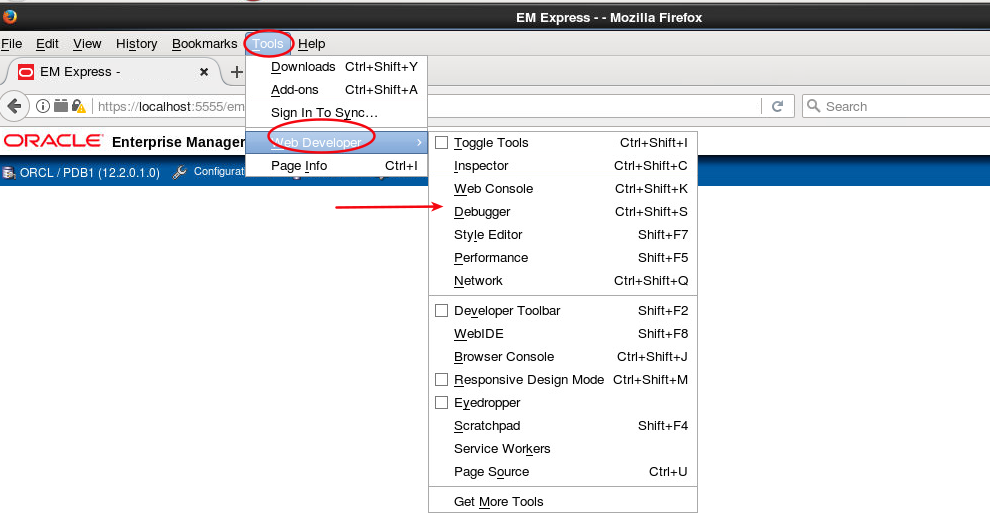 EM Express - - Mozilla Firefox
File Edit View History Bookmarks Tools Help
EM Express -
Downloads Ctrl+Shift+Y
Add-ons Ctrl+Shift+A
https://localhost:5555/em
Search
Sign In To Sync...
ORACLE Enterprise Manager
Web Developer
Page Info Ctrl+I
ORCL / PDB1 (12.2.0.1.0) Configurat
Toggle Tools Ctrl+Shift+I
Inspector Ctrl+Shift+C
Web Console Ctrl+Shift+K
Debugger Ctrl+Shift+S
Style Editor Shift+F7
Performance Shift+F5
Network Ctrl+Shift+Q
Developer Toolbar Shift+F2
WebIDE Shift+F8
Browser Console Ctrl+Shift+J
Responsive Design Mode Ctrl+Shift+M
Eyedropper
Scratchpad Shift+F4
Service Workers
Page Source Ctrl+U
Get More Tools